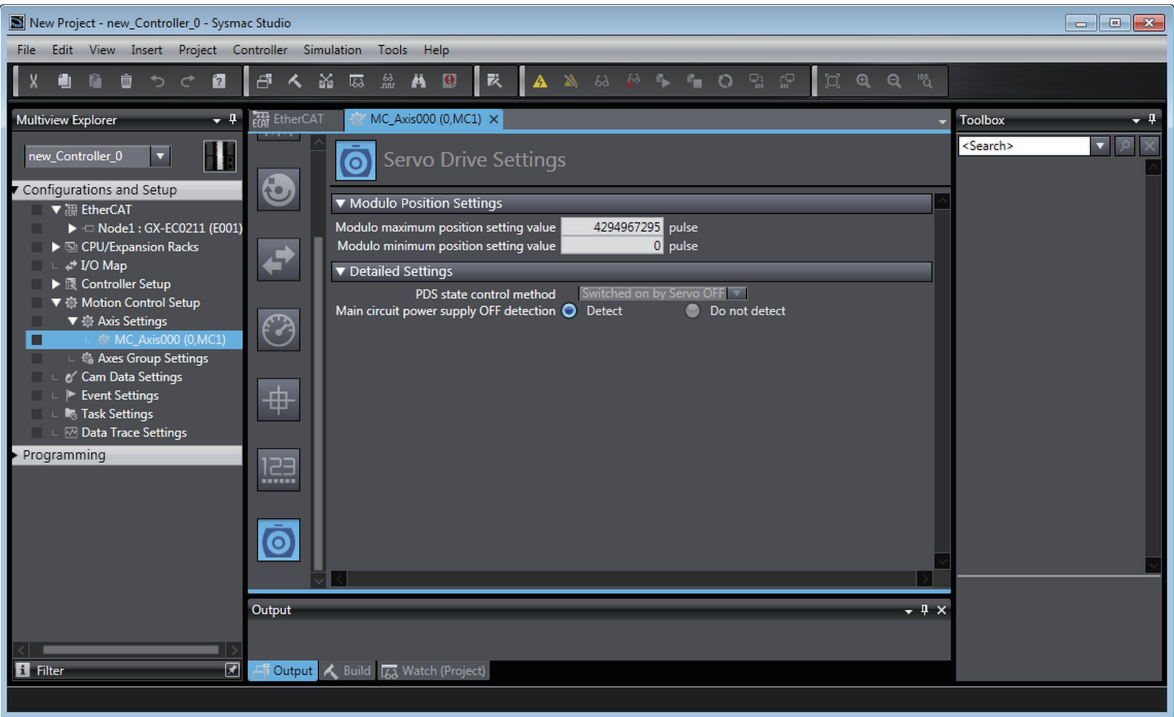 New Project - new_Controller_0 - Sysmac Studio
File Edit View Insert Project Controller Simulation Tools Help
Multiview Explorer
new_Controller_0
Configurations and Setup
EtherCAT
Node1 : GX-EC0211 (E001)
CPU/Expansion Racks
I/O Map
Controller Setup
Motion Control Setup
Axis Settings
MC_Axis000 (0,MC1)
Axes Group Settings
Cam Data Settings
Event Settings
Task Settings
Data Trace Settings
Programming
Filter
EtherCAT
MC_Axis000 (0,MC1)
123
Servo Drive Settings
Modulo Position Settings
Modulo maximum position setting value 4294967295 pulse
Modulo minimum position setting value 0 pulse
Detailed Settings
PDS state control method Switched on by Servo OFF
Main circuit power supply OFF detection Detect Do not detect
Output
Output Build Watch (Project)
Toolbox
<Search>